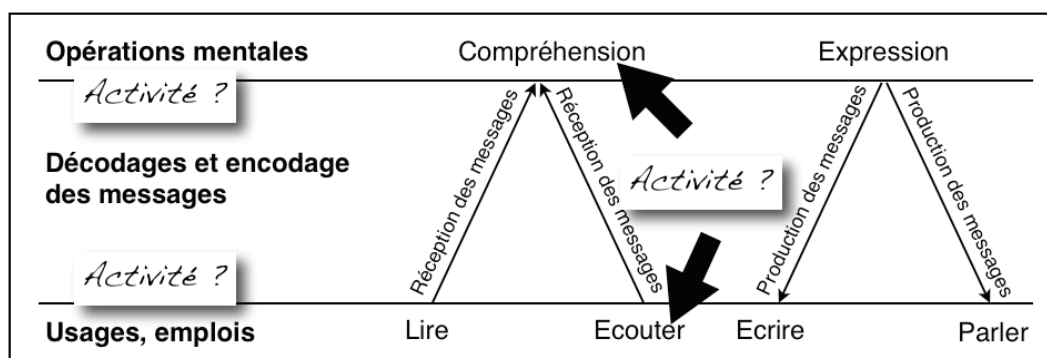 Opérations mentales
Compréhension
Expression
Activité ?
Réception des messages
Réception des messages
Production des messages
Production des messages
Décodages et encodage
des messages
Activité ?
Activité ?
Usages, emplois
Lire
Ecouter
Ecrire
Parler